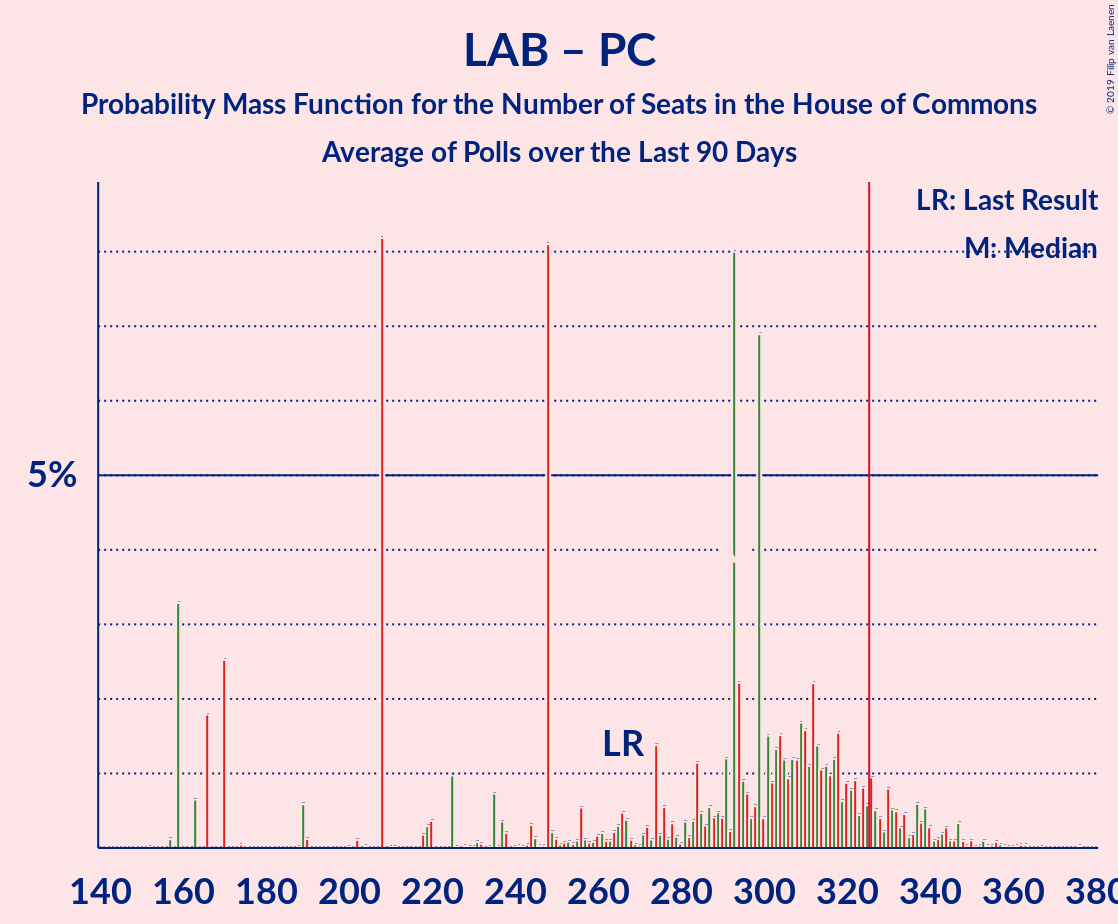 LAB – PC
Probability Mass Function for the Number of Seats in the House of Commons
Average of Polls over the Last 90 Days
© 2019 Filip van Laenen
LR: Last Result
M: Median
5%
LR
140 160 180 200 220 240 260 280 300 320 340 360 380